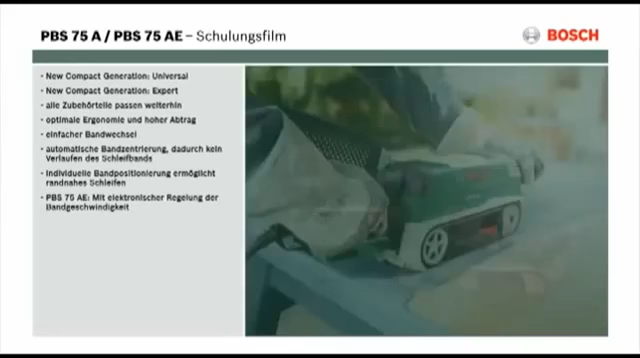 PBS 75 A / PBS 75 AE – Schulungsfilm
BOSCH
- New Compact Generation: Universal
- New Compact Generation: Expert
- alle Zubehörteile passen weiterhin
- optimale Ergonomie und hoher Abtrag
- einfacher Bandwechsel
- automatische Bandzentrierung, dadurch kein
Verlaufen des Schleifbands
- Individuelle Bandpositionierung ermöglicht
randnahes Schleifen
- PBS 75 AE: Mit elektronischer Regelung der
Bandgeschwindigkeit